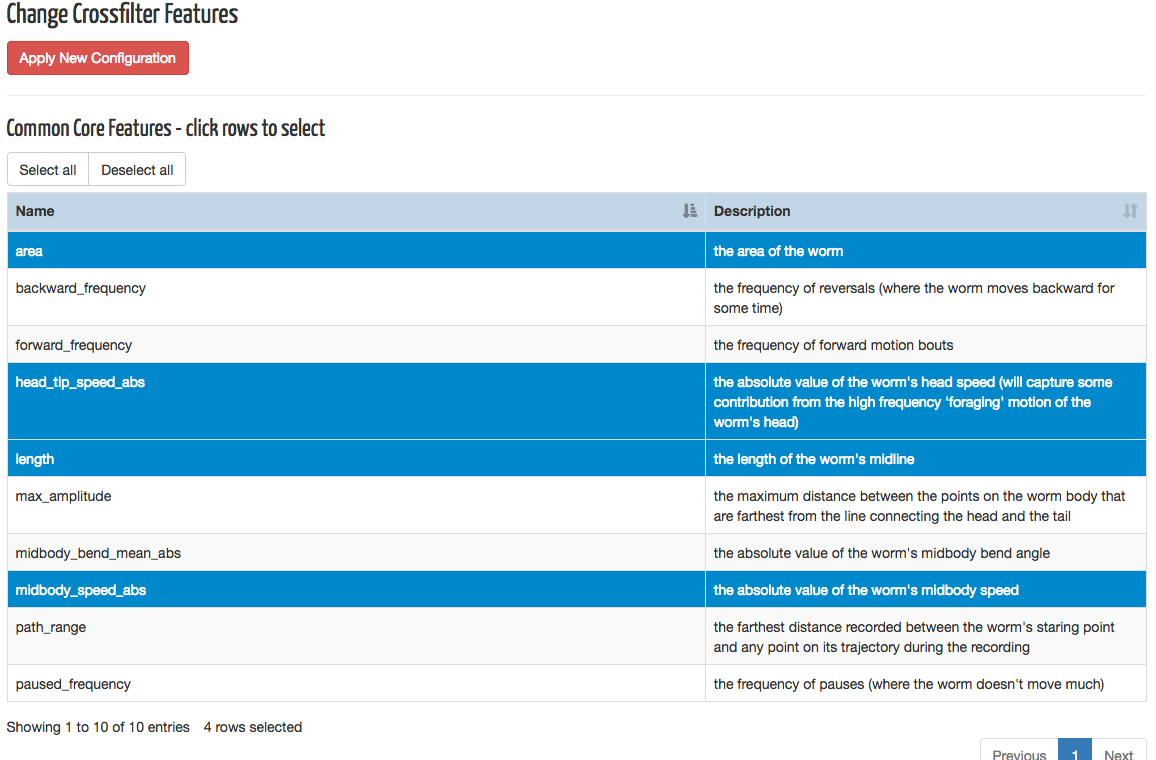 Change Crossfilter Features
Apply New Configuration
Common Core Features - click rows to select
Select all Deselect all
Name Description
area the area of the worm
backward_frequency the frequency of reversals (where the worm moves backward for
some time)
forward_frequency the frequency of forward motion bouts
head_tip_speed_abs the absolute value of the worm's head speed (will capture some
contribution from the high frequency 'foraging' motion of the
worm's head)
length the length of the worm's midline
max_amplitude the maximum distance between the points on the worm body that
are farthest from the line connecting the head and the tail
midbody_bend_mean_abs the absolute value of the worm's midbody bend angle
midbody_speed_abs the absolute value of the worm's midbody speed
path_range the farthest distance recorded between the worm's staring point
and any point on its trajectory during the recording
paused_frequency the frequency of pauses (where the worm doesn't move much)
Showing 1 to 10 of 10 entries 4 rows selected
Previous 1 Next